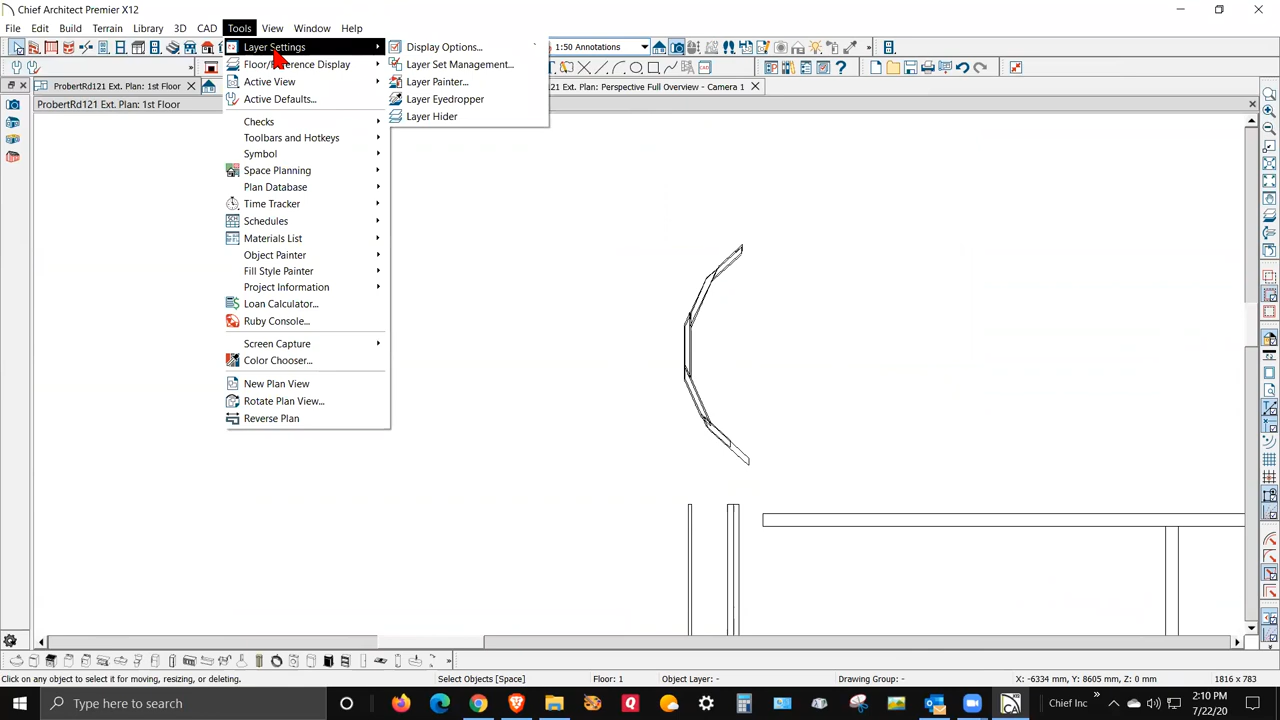 Chief Architect Premier X12
File Edit Build Terrain Library 3D CAD Tools View Window Help
Layer Settings
Floor/Reference Display
Active View
Active Defaults...
Checks
Toolbars and Hotkeys
Symbol
Space Planning
Plan Database
Time Tracker
Schedules
Materials List
Object Painter
Fill Style Painter
Project Information
Loan Calculator...
Ruby Console...
Screen Capture
Color Chooser...
New Plan View
Rotate Plan View...
Reverse Plan
Display Options...
Layer Set Management...
Layer Painter...
Layer Eyedropper
Layer Hider
1:50 Annotations
ProbertRd121 Ext. Plan: 1st Floor
61 Ext. Plan: Perspective Full Overview - Camera 1
ProbertRd121 Ext. Plan: 1st Floor
Click on any object to select it for moving, resizing, or deleting. Select Objects [Space] Floor: 1 Object Layer: - Drawing Group: - X: -6334 mm, Y: 8605 mm, Z: 0 mm 1816 x 783
Type here to search
Chief Inc
2:10 PM
7/22/20